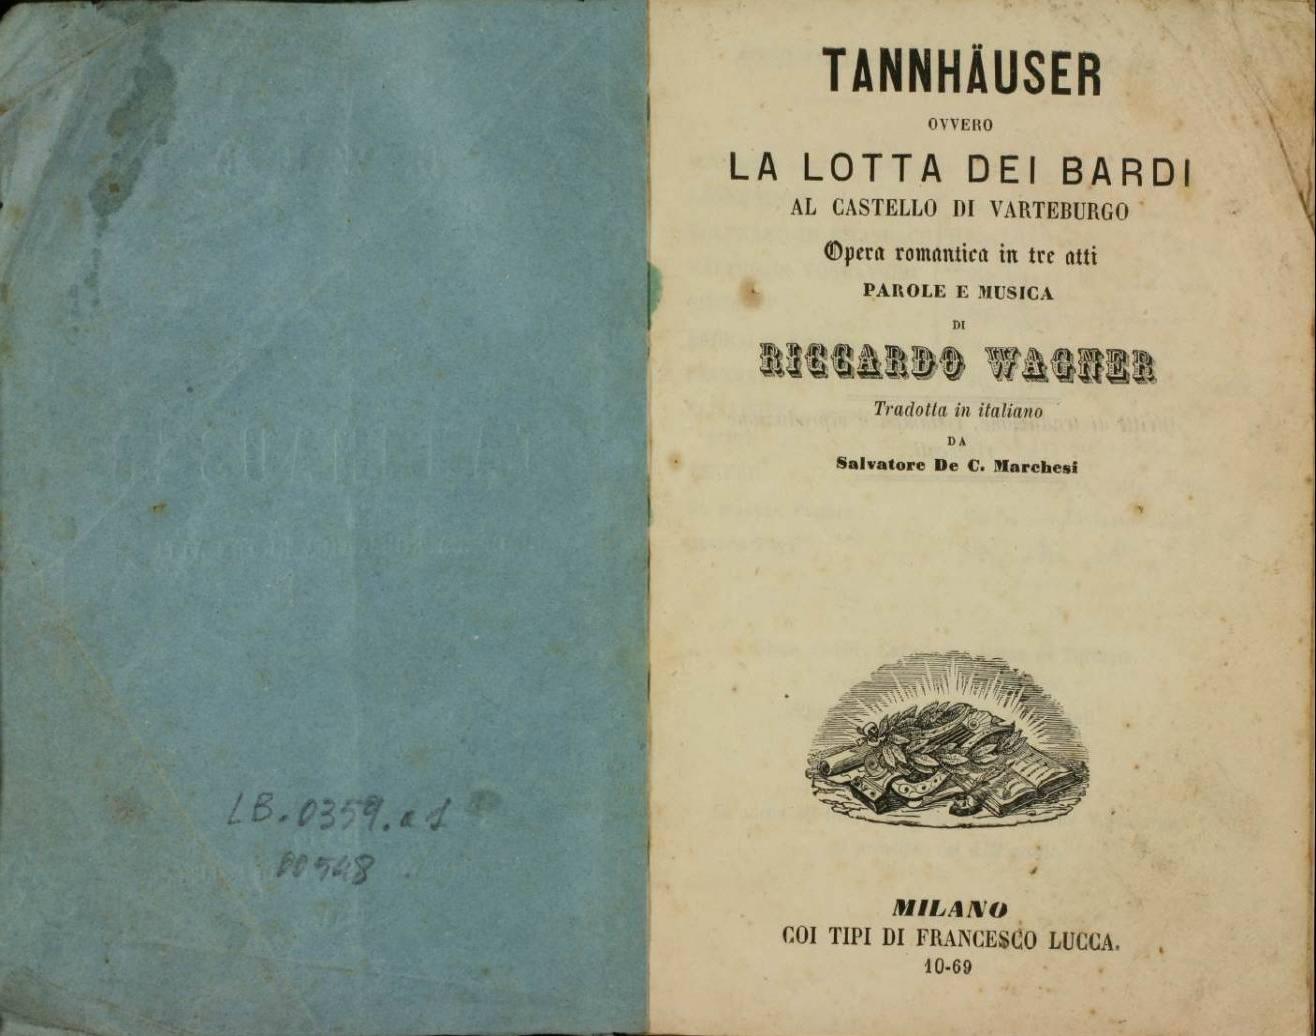 LB.0359.a 1
00548
TANNHÄUSER
OVVERO
LA LOTTA DEI BARDI
AL CASTELLO DI VARTEBURGO
Opera romantica in tre atti
PAROLE E MUSICA
DI
RICCARDO WAGNER
Tradotta in italiano
DA
Salvatore De C. Marchesi
MILANO
COI TIPI DI FRANCESCO LUCCA.
10-69